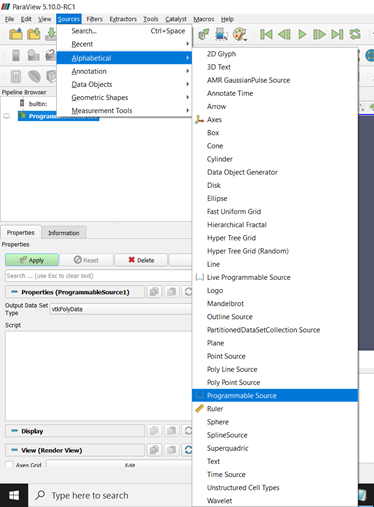 ParaView 5.10.0-RC1
File Edit View Sources Filters Extractors Tools Catalyst Macros Help
Search... Ctrl+Space
Recent
Alphabetical
Annotation
Data Objects
Geometric Shapes
Measurement Tools
2D Glyph
3D Text
AMR GaussianPulse Source
Annotate Time
Arrow
Axes
Box
Cone
Cylinder
Data Object Generator
Disk
Ellipse
Fast Uniform Grid
Hierarchical Fractal
Hyper Tree Grid
Hyper Tree Grid (Random)
Line
Live Programmable Source
Logo
Mandelbrot
Outline Source
PartitionedDataSetCollection Source
Plane
Point Source
Poly Line Source
Poly Point Source
Programmable Source
Ruler
Sphere
SplineSource
Superquadric
Text
Time Source
Unstructured Cell Types
Wavelet
Pipeline Browser
builtin:
Properties Information
Properties
Apply Reset Delete
Search ... (use Esc to clear text)
Properties (ProgrammableSource1)
Output Data Set
Type
vtkPolyData
Script
Display
View (Render View)
Axes Grid Edit
Type here to search